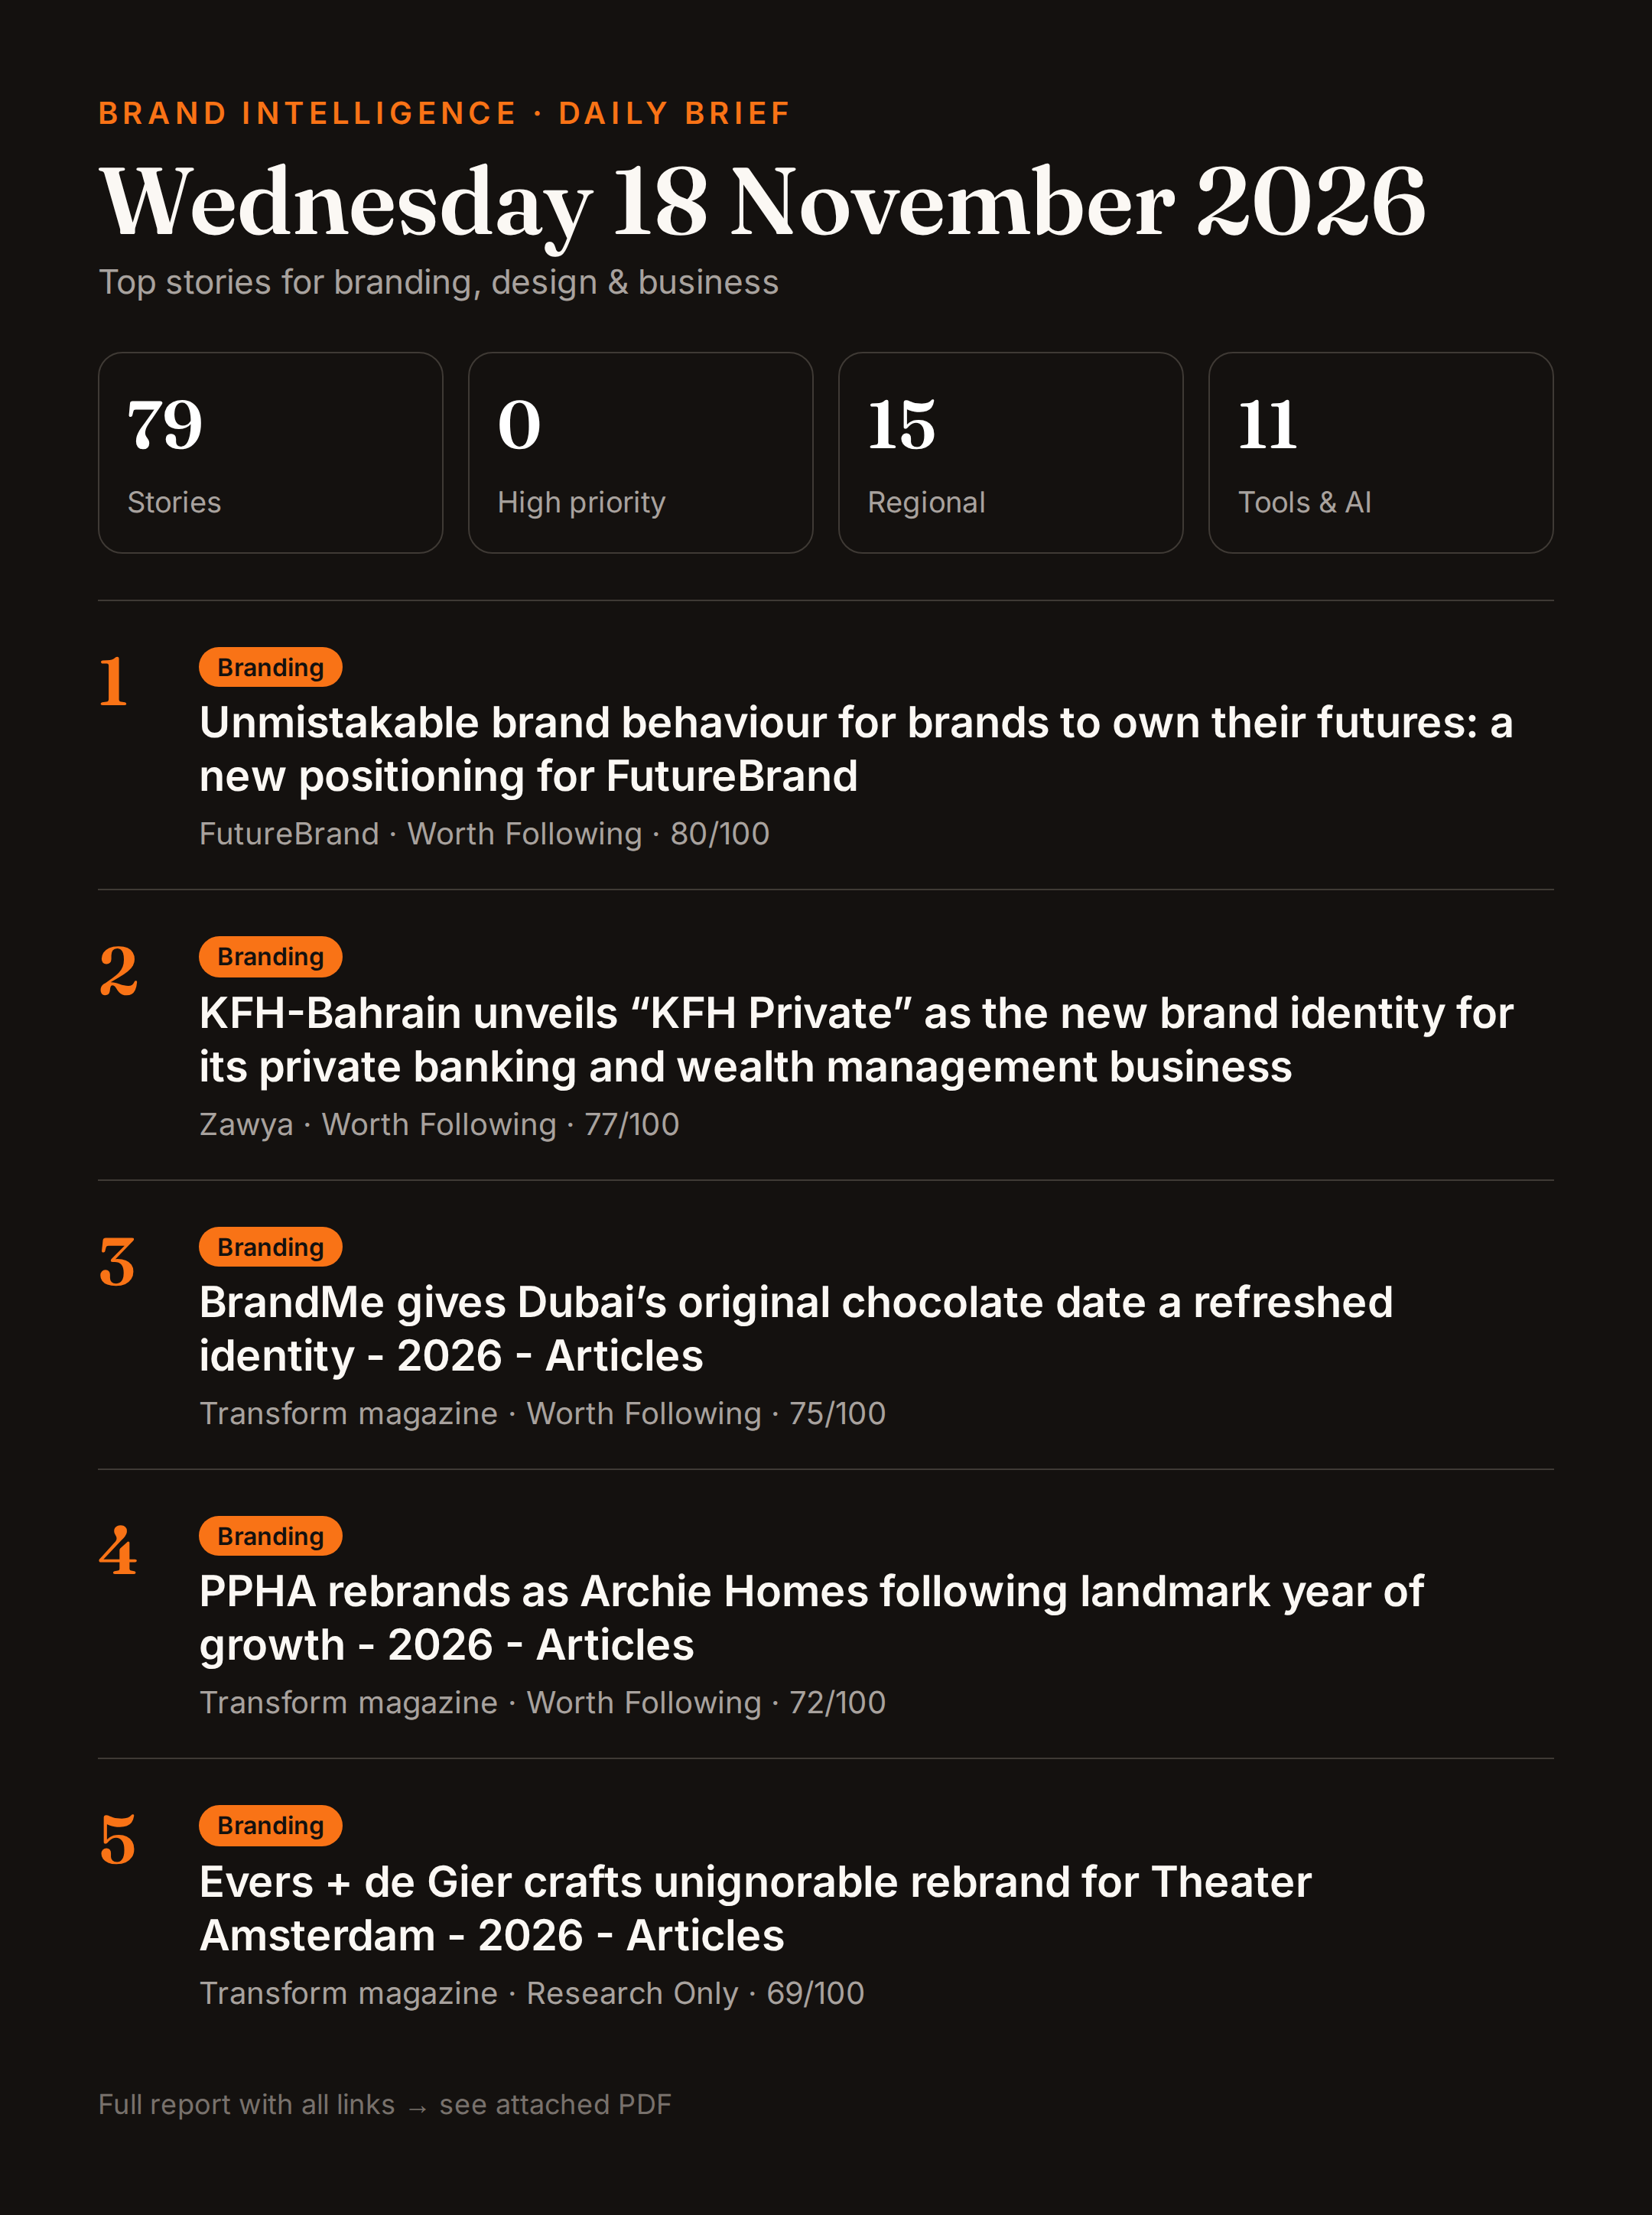 BRAND INTELLIGENCE · DAILY BRIEF
Wednesday 18 November 2026
Top stories for branding, design & business
79
Stories
0
High priority
15
Regional
11
Tools & AI
1
Branding
Unmistakable brand behaviour for brands to own their futures: a
new positioning for FutureBrand
FutureBrand · Worth Following · 80/100
2
Branding
KFH-Bahrain unveils “KFH Private” as the new brand identity for
its private banking and wealth management business
Zawya · Worth Following · 77/100
3
Branding
BrandMe gives Dubai’s original chocolate date a refreshed
identity - 2026 - Articles
Transform magazine · Worth Following · 75/100
4
Branding
PPHA rebrands as Archie Homes following landmark year of
growth - 2026 - Articles
Transform magazine · Worth Following · 72/100
5
Branding
Evers + de Gier crafts unignorable rebrand for Theater
Amsterdam - 2026 - Articles
Transform magazine · Research Only · 69/100
Full report with all links → see attached PDF